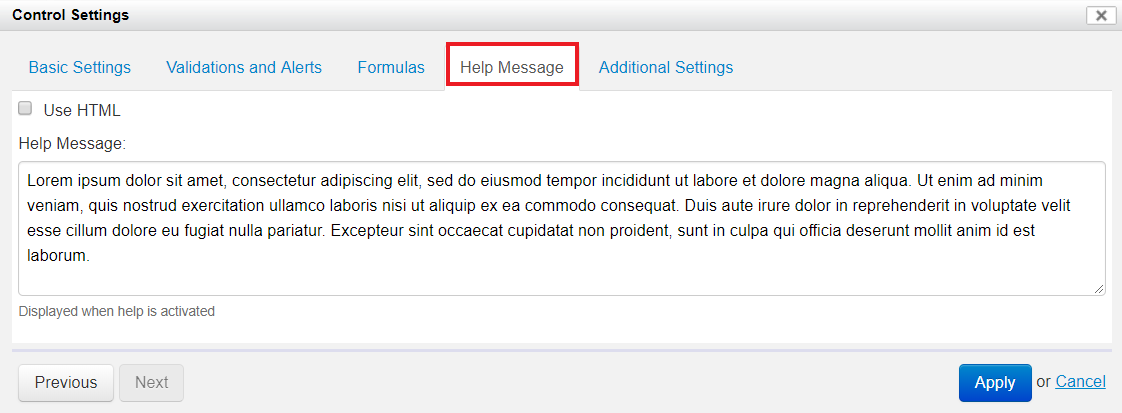 Control Settings
Basic Settings Validations and Alerts Formulas Help Message Additional Settings
Use HTML
Help Message:
Lorem ipsum dolor sit amet, consectetur adipiscing elit, sed do eiusmod tempor incididunt ut labore et dolore magna aliqua. Ut enim ad minim
veniam, quis nostrud exercitation ullamco laboris nisi ut aliquip ex ea commodo consequat. Duis aute irure dolor in reprehenderit in voluptate velit
esse cillum dolore eu fugiat nulla pariatur. Excepteur sint occaecat cupidatat non proident, sunt in culpa qui officia deserunt mollit anim id est
laborum.
Displayed when help is activated
Previous Next Apply or Cancel